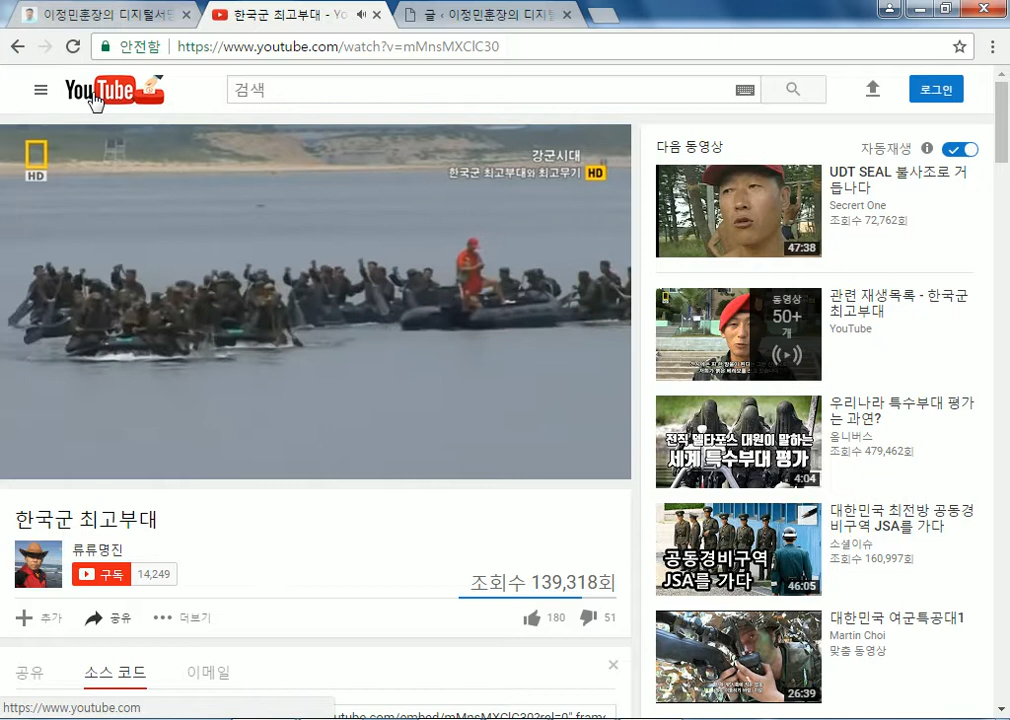 이정민훈장의 디지털서당
한국군 최고부대 - Yo
글 ‹ 이정민훈장의 디지털
안전함
https://www.youtube.com/watch?v=mMnsMXClC30
YouTube
검색
로그인
HD
강군시대
한국군 최고부대와 최고무기 HD
다음 동영상
자동재생
UDT SEAL 불사조로 거
듭나다
Secrert One
조회수 72,762회
47:38
관련 재생목록 - 한국군
최고부대
YouTube
동영상
50+
개
우리나라 특수부대 평가
는 과연?
옴니버스
조회수 479,462회
전직 델타포스 대원이 말하는
세계 특수부대 평가
4:04
대한민국 최전방 공동경
비구역 JSA를 가다
소셜이슈
조회수 160,997회
공동경비구역
JSA를 가다
46:05
대한민국 여군특공대1
Martin Choi
맞춤 동영상
26:39
한국군 최고부대
류류명진
구독
14,249
조회수 139,318회
추가
공유
더보기
180
51
공유
소스 코드
이메일
https://www.youtube.com
utube.com/embed/mMnsMXClC30?rel=0" frame